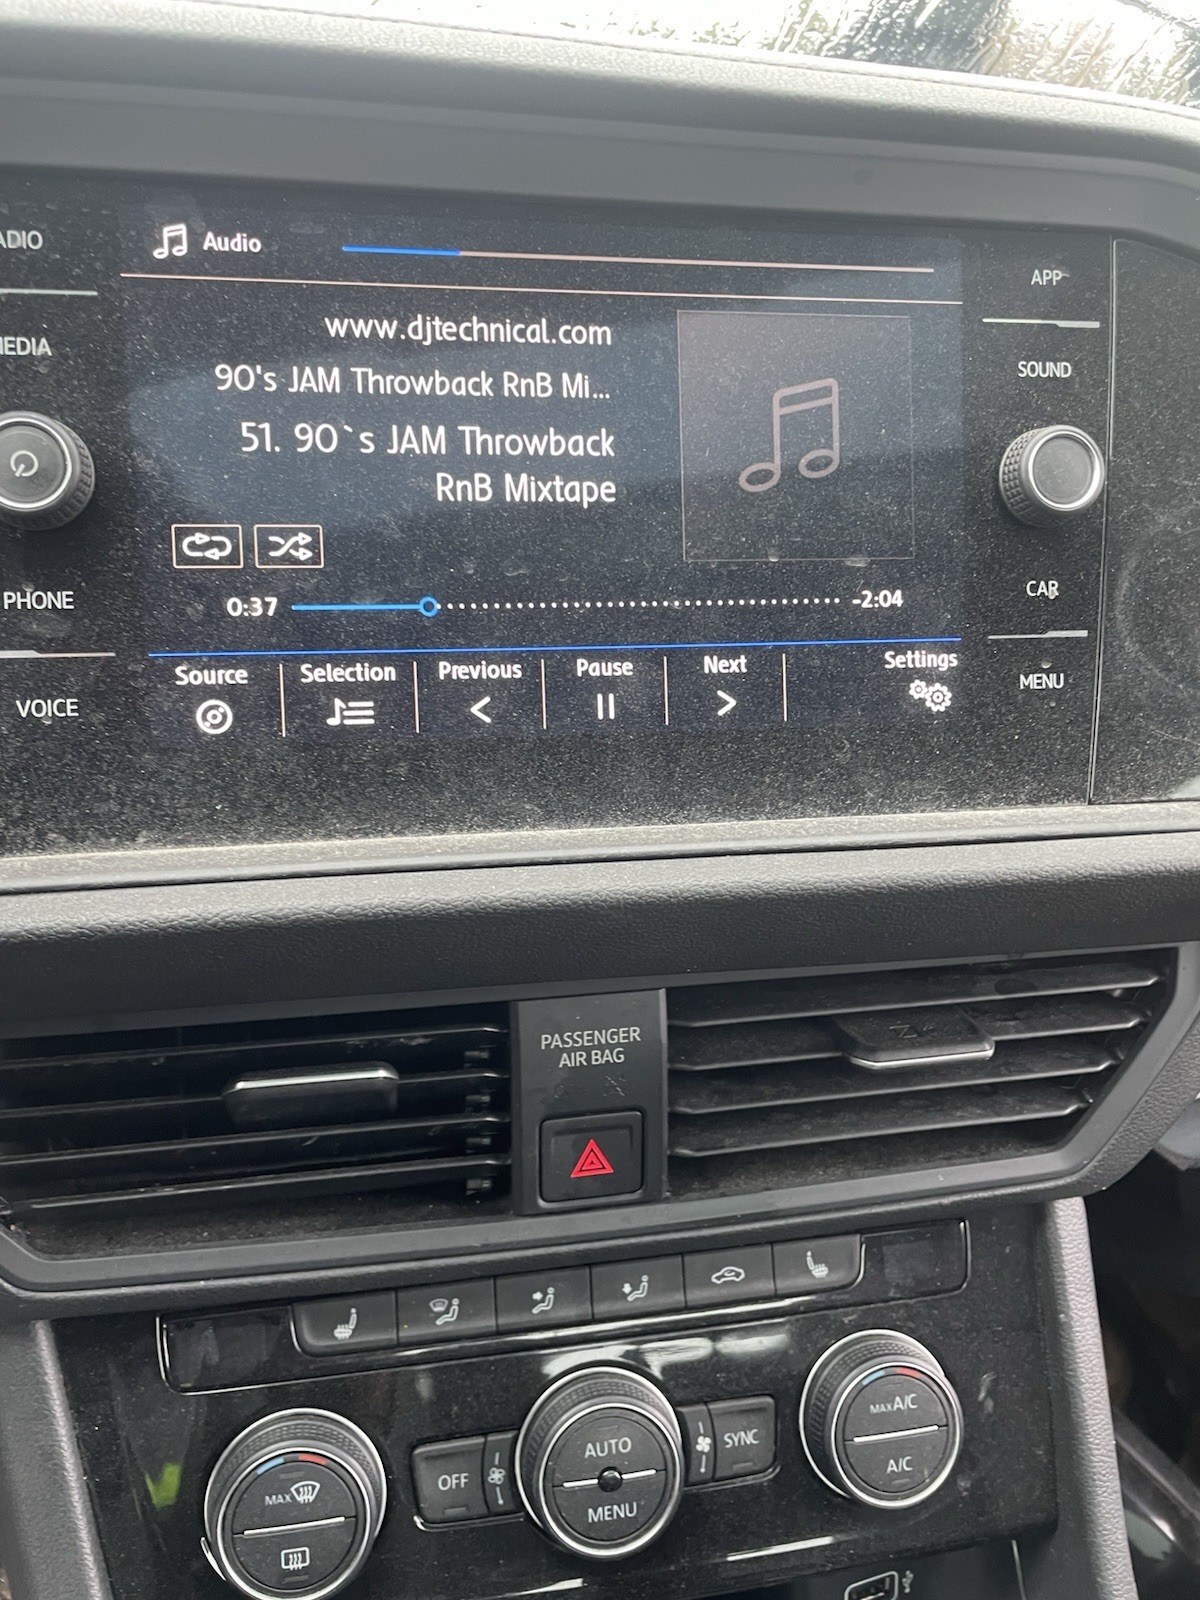 ADIO
Audio
APP
EDIA
www.djtechnical.com
SOUND
90's JAM Throwback RnB Mi...
51. 90`s JAM Throwback
RnB Mixtape
PHONE
0:37
-2:04
CAR
VOICE
Source
Selection
Previous
Pause
Next
Settings
MENU
PASSENGER
AIR BAG
MAX
OFF
AUTO
MENU
SYNC
MAX A/C
A/C